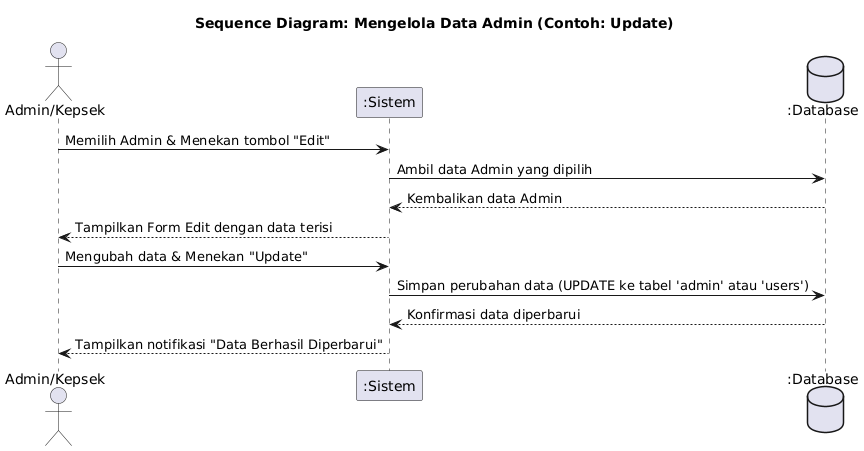 Sequence Diagram: Mengelola Data Admin (Contoh: Update)
Admin/Kepsek
:Sistem
:Database
Memilih Admin & Menekan tombol "Edit"
Ambil data Admin yang dipilih
Kembalikan data Admin
Tampilkan Form Edit dengan data terisi
Mengubah data & Menekan "Update"
Simpan perubahan data (UPDATE ke tabel 'admin' atau 'users')
Konfirmasi data diperbarui
Tampilkan notifikasi "Data Berhasil Diperbarui"
Admin/Kepsek
:Sistem
:Database